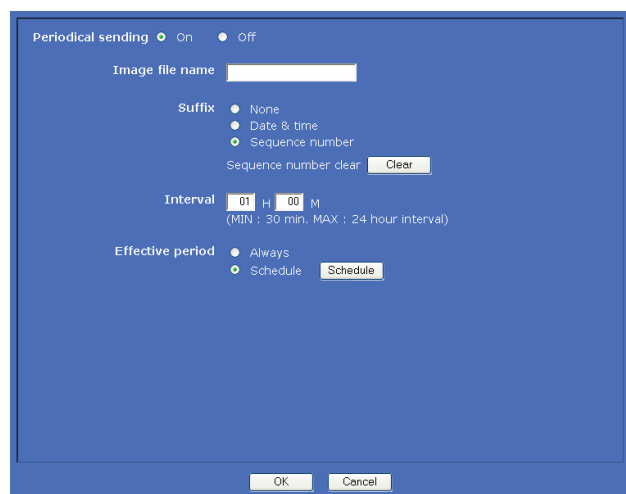 Periodical sending On Off
Image file name
Suffix None
Date & time
Sequence number
Sequence number clear Clear
Interval 01 H 00 M
(MIN : 30 min. MAX : 24 hour interval)
Effective period Always
Schedule Schedule
OK Cancel